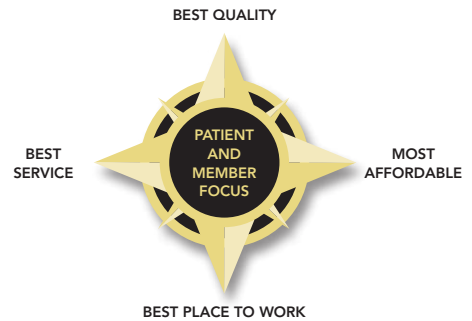 BEST QUALITY
BEST
SERVICE
PATIENT
AND
MEMBER
FOCUS
MOST
AFFORDABLE
BEST PLACE TO WORK